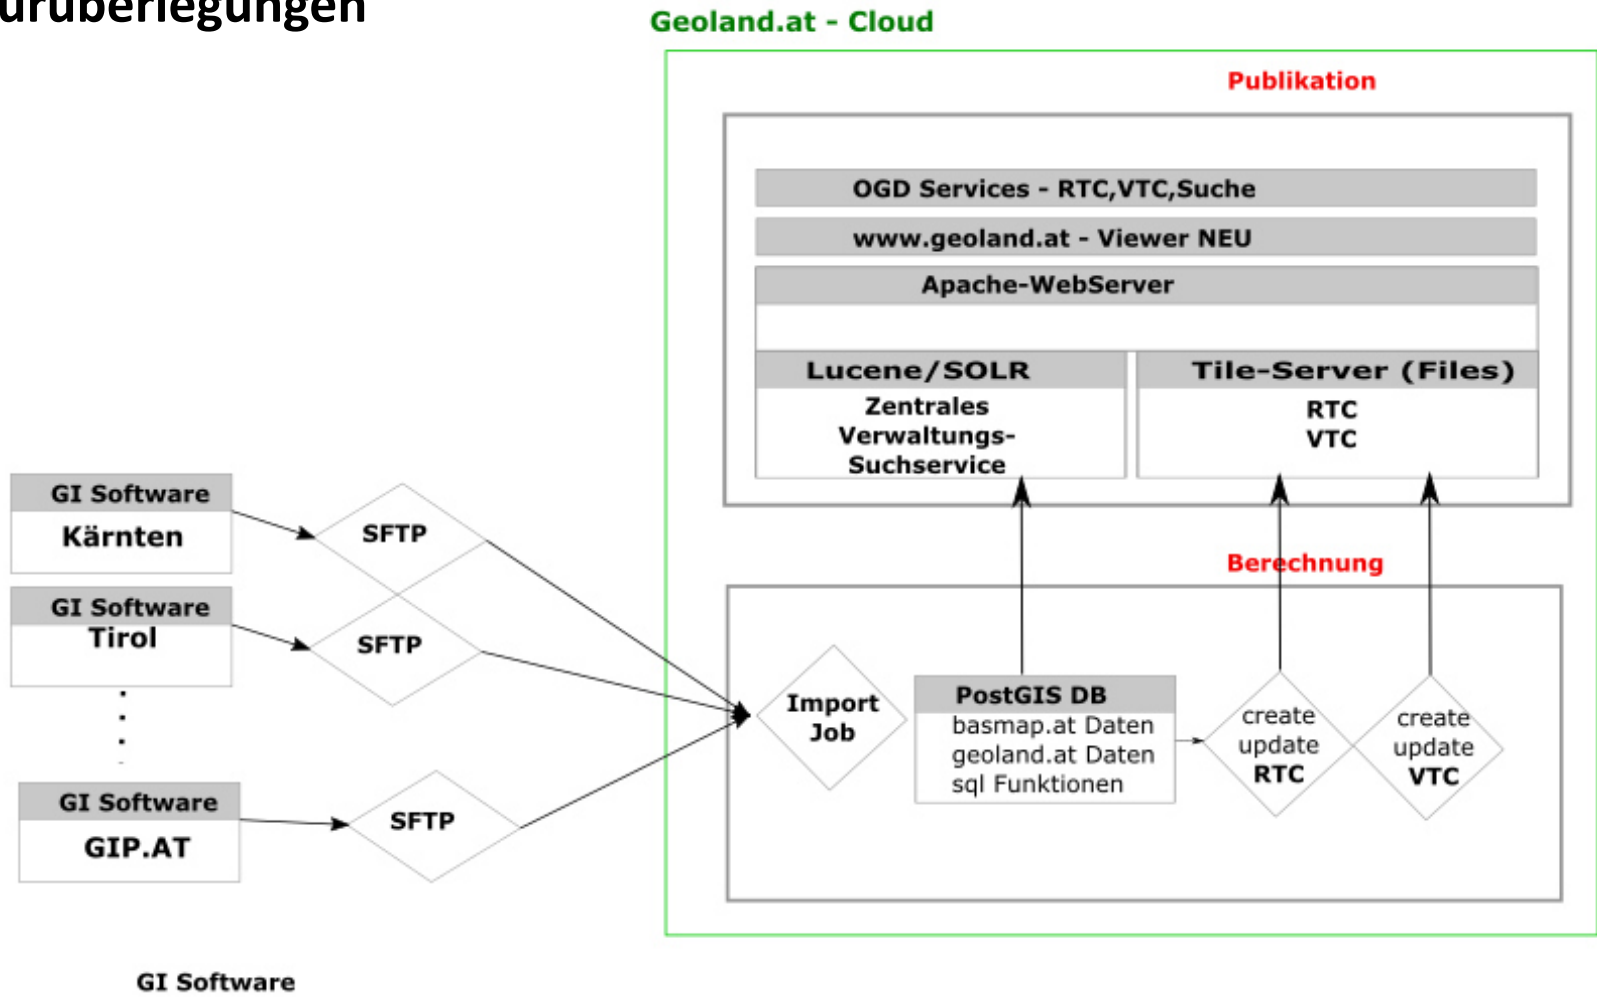 urüberlegungen
Geoland.at - Cloud
Publikation
OGD Services - RTC,VTC,Suche
www.geoland.at - Viewer NEU
Apache-WebServer
Lucene/SOLR
Zentrales
Verwaltungs-
Suchservice
Tile-Server (Files)
RTC
VTC
GI Software
Kärnten
SFTP
GI Software
Tirol
SFTP
GI Software
GIP.AT
SFTP
Berechnung
Import
Job
PostGIS DB
basmap.at Daten
geoland.at Daten
sql Funktionen
create
update
RTC
create
update
VTC
GI Software